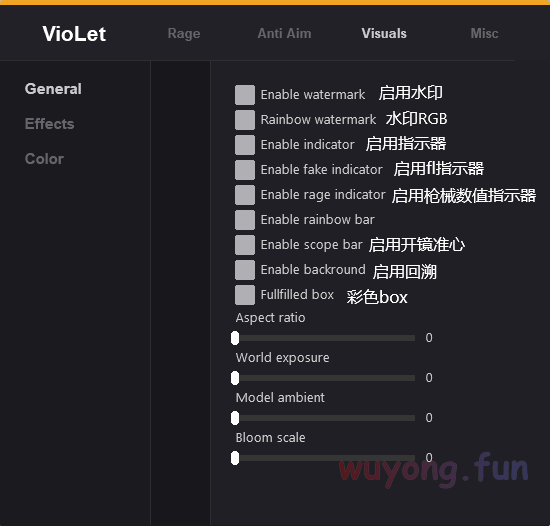 VioLet Rage Anti Aim Visuals Misc
General
Effects
Color
Enable watermark 启用水印
Rainbow watermark 水印RGB
Enable indicator 启用指示器
Enable fake indicator 启用fl指示器
Enable rage indicator 启用枪械数值指示器
Enable rainbow bar
Enable scope bar 启用开镜准心
Enable backround 启用回溯
Fullfilled box 彩色box
Aspect ratio
0
World exposure
0
Model ambient
0
Bloom scale
0
wuyong.fun